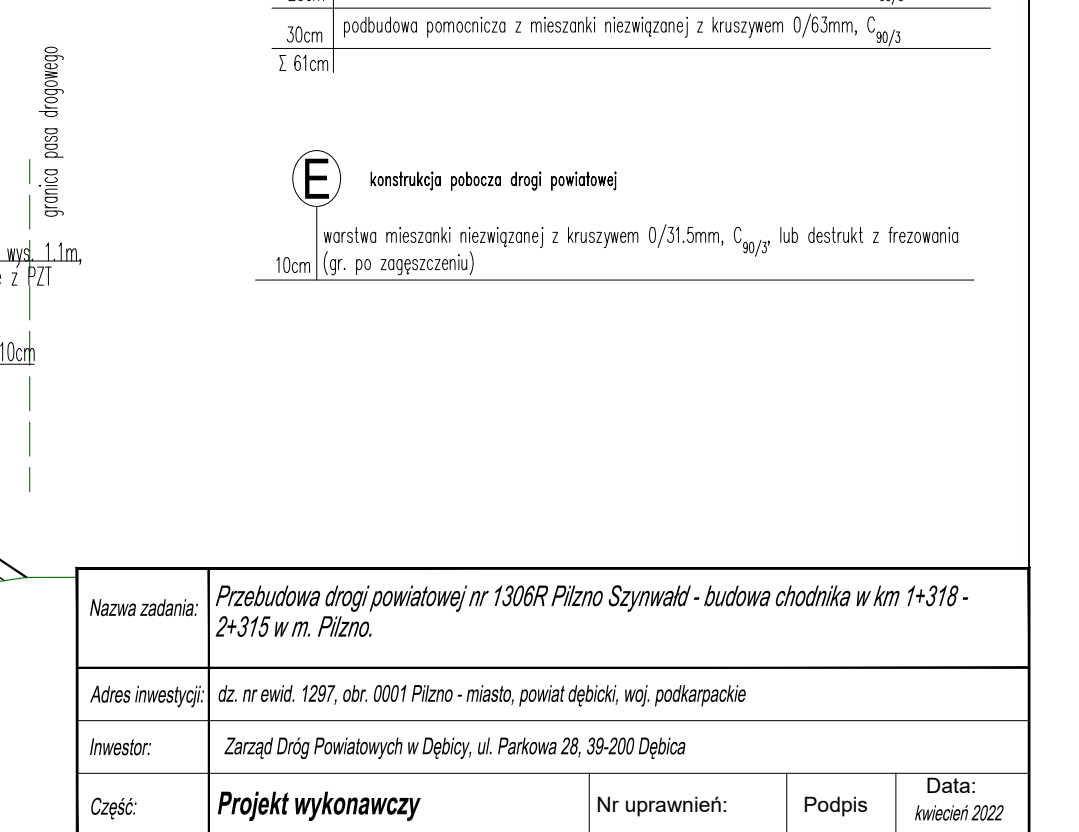 30cm podbudowa pomocnicza z mieszanki niezwiązanej z kruszywem 0/63mm, C90/3
Σ 61cm
granica pasa drogowego
E konstrukcja pobocza drogi powiatowej
warstwa mieszanki niezwiązanej z kruszywem 0/31.5mm, C90/3, lub destrukt z frezowania
10cm (gr. po zagęszczeniu)
wys. 1.1m,
z PZT
10cm
Nazwa zadania: Przebudowa drogi powiatowej nr 1306R Pilzno Szynwałd - budowa chodnika w km 1+318 -
2+315 w m. Pilzno.
Adres inwestycji: dz. nr ewid. 1297, obr. 0001 Pilzno - miasto, powiat dębicki, woj. podkarpackie
Inwestor: Zarząd Dróg Powiatowych w Dębicy, ul. Parkowa 28, 39-200 Dębica
Część: Projekt wykonawczy Nr uprawnień: Podpis Data:
kwiecień 2022